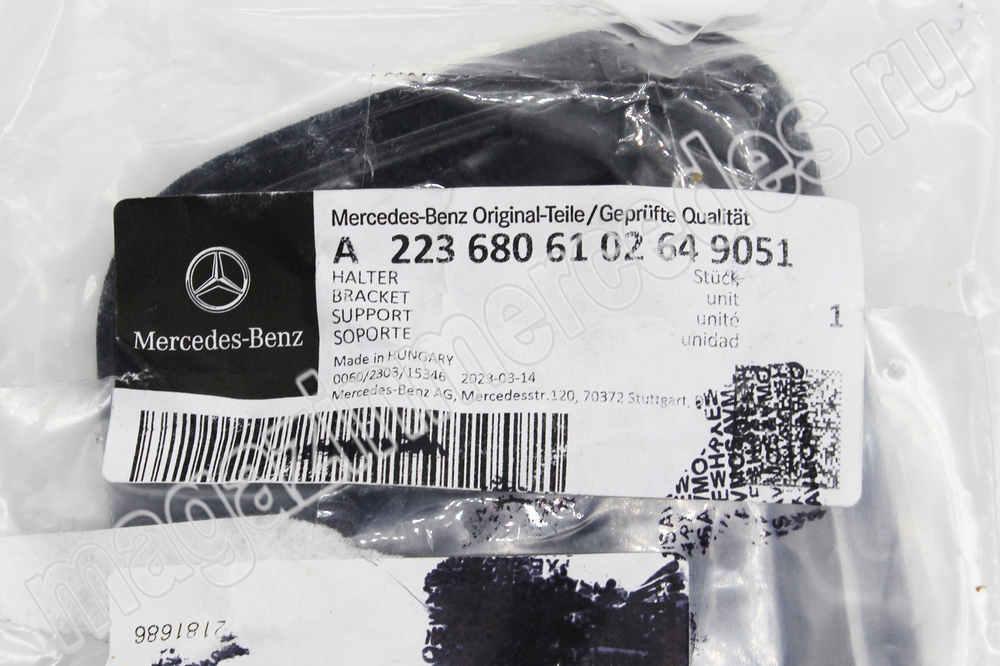 Mercedes-Benz
Mercedes-Benz Original-Teile/Geprüfte Qualität
A 223 680 61 02 64 9051
HALTER Stück
BRACKET unit
SUPPORT unité 1
SOPORTE unidad
Made in HUNGARY
0060/2303/15346 2023-03-14
Mercedes-Benz AG, Mercedesstr.120, 70372 Stuttgart,
2181686
magazinmercedes.ru